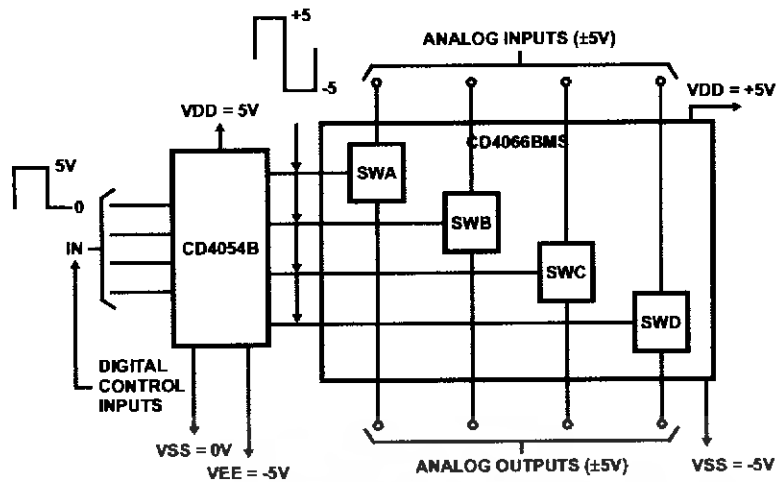 +5
-5
ANALOG INPUTS (±5V)
VDD = +5V
VDD = 5V
CD4066BMS
5V
0
IN
CD4054B
SWA
SWB
SWC
SWD
DIGITAL
CONTROL
INPUTS
VSS = 0V
VEE = -5V
ANALOG OUTPUTS (±5V)
VSS = -5V